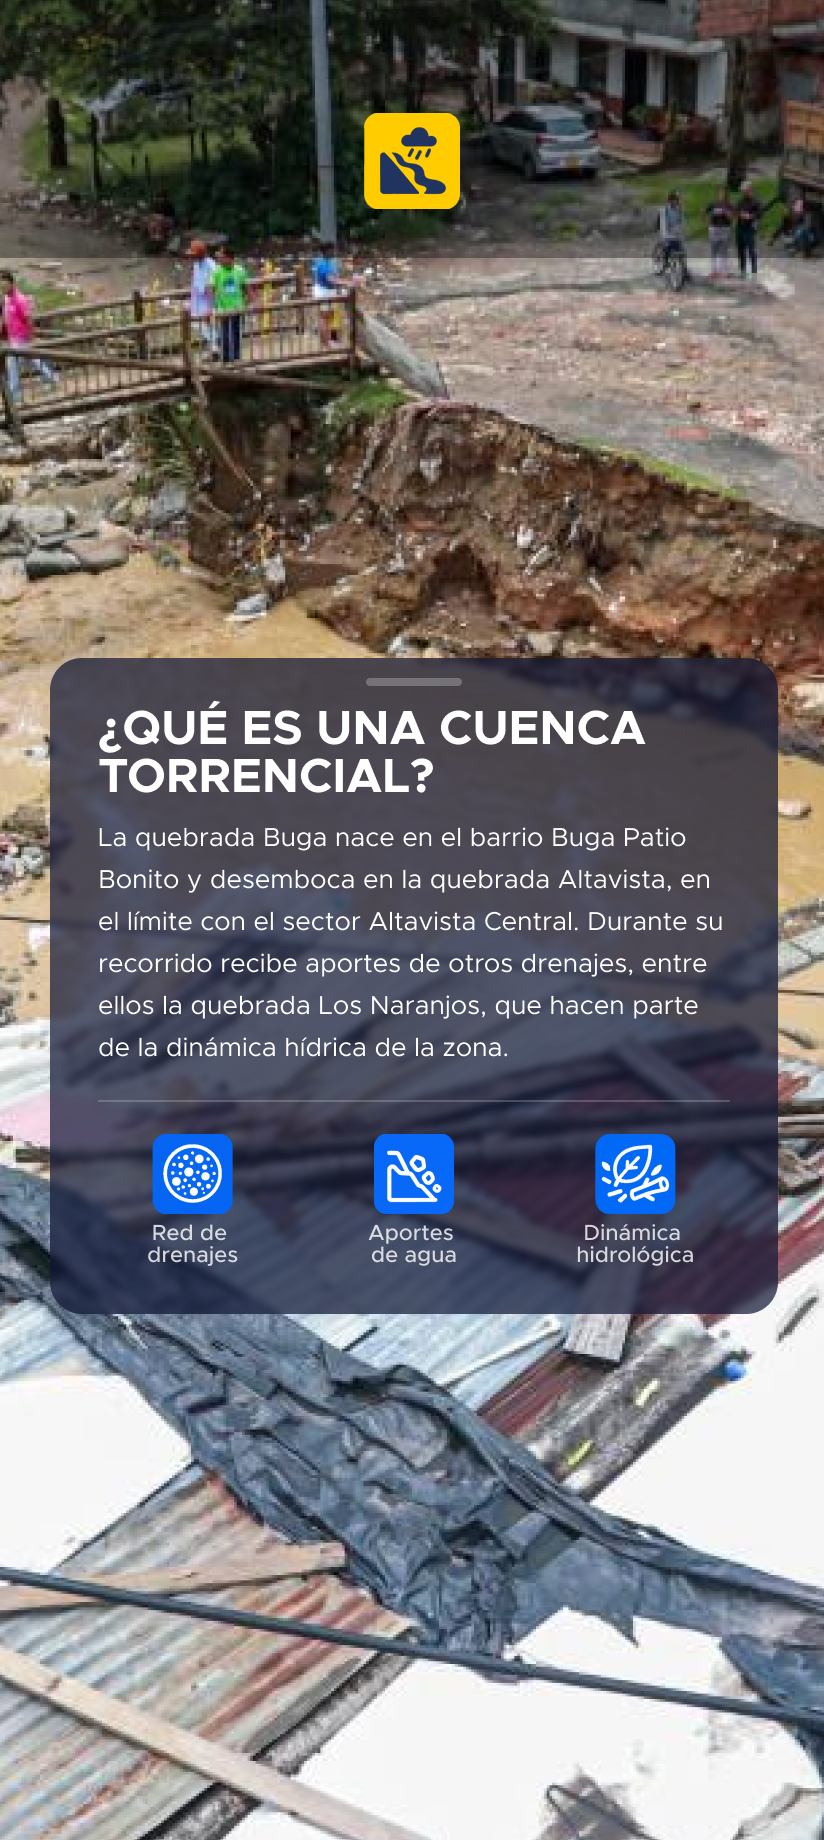 ¿QUÉ ES UNA CUENCA
TORRENCIAL?
La quebrada Buga nace en el barrio Buga Patio
Bonito y desemboca en la quebrada Altavista, en
el límite con el sector Altavista Central. Durante su
recorrido recibe aportes de otros drenajes, entre
ellos la quebrada Los Naranjos, que hacen parte
de la dinámica hídrica de la zona.
Red de
drenajes
Aportes
de agua
Dinámica
hidrológica